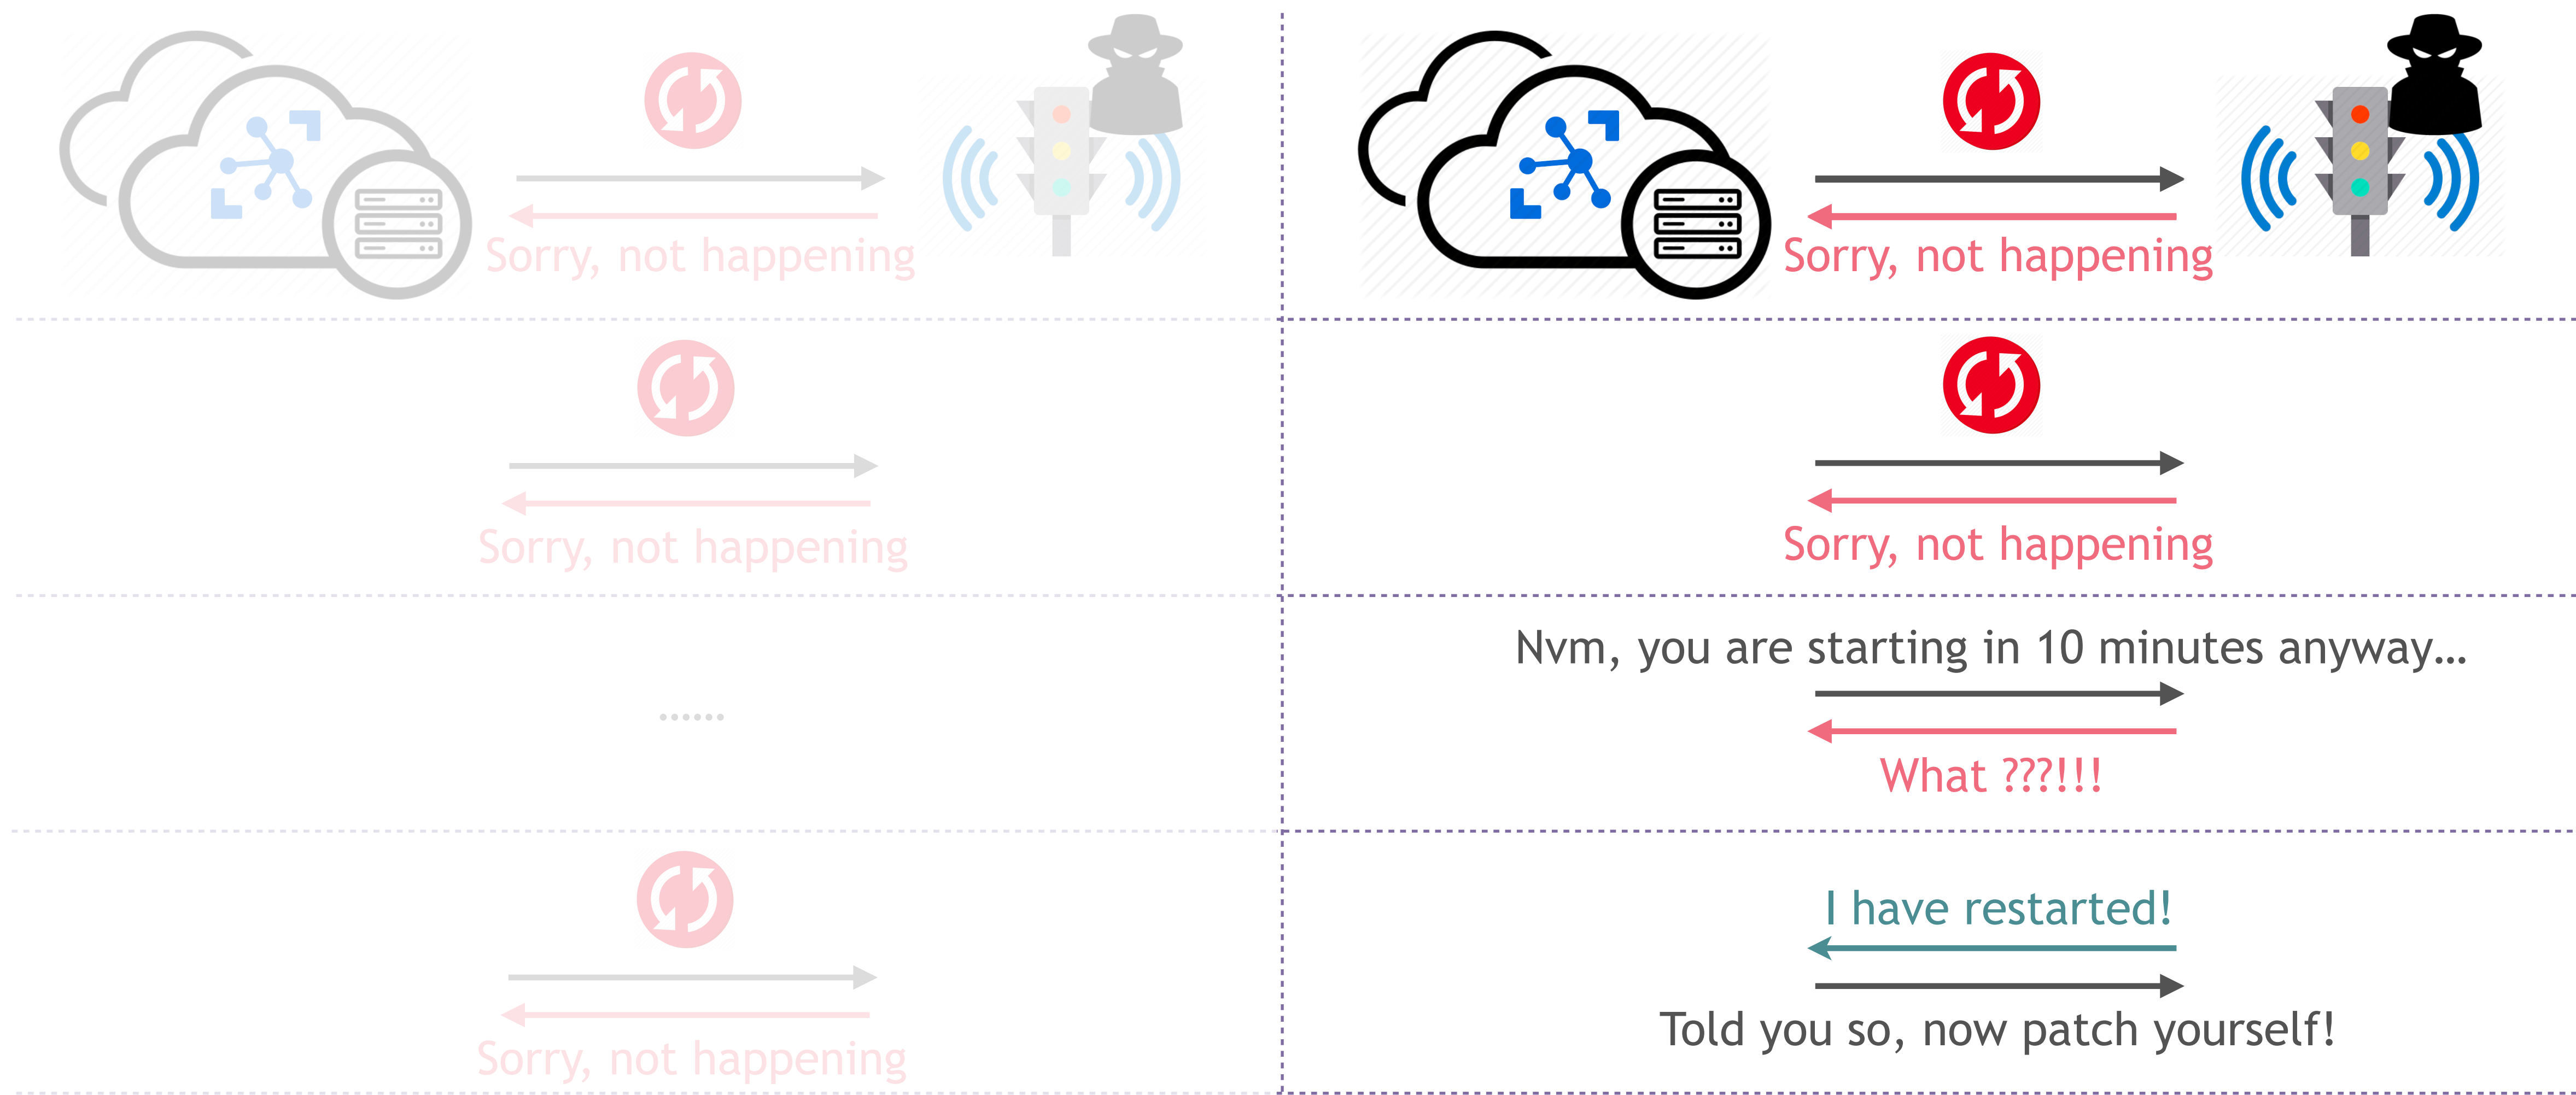 Sorry, not happening
Sorry, not happening
......
Sorry, not happening
Sorry, not happening
Sorry, not happening
Nvm, you are starting in 10 minutes anyway...
What ???!!!
I have restarted!
Told you so, now patch yourself!